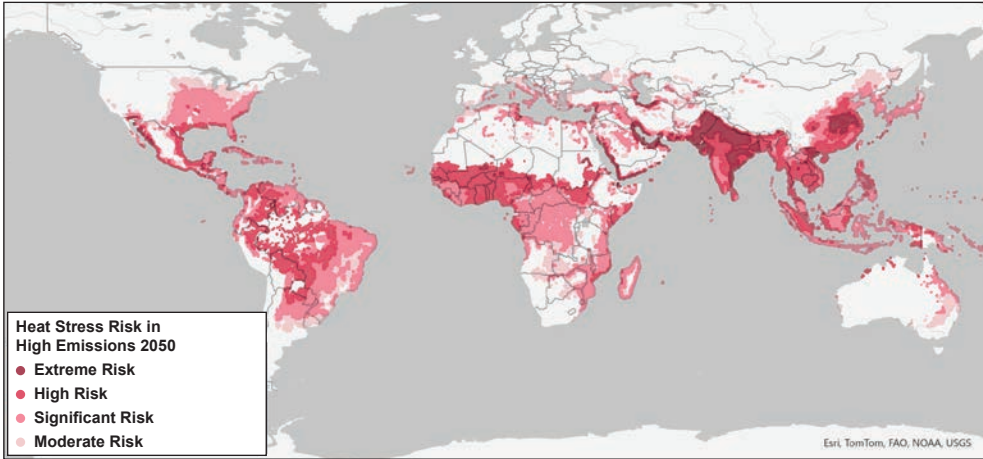 Heat Stress Risk in
High Emissions 2050
Extreme Risk
High Risk
Significant Risk
Moderate Risk
Esri, TomTom, FAO, NOAA, USGS